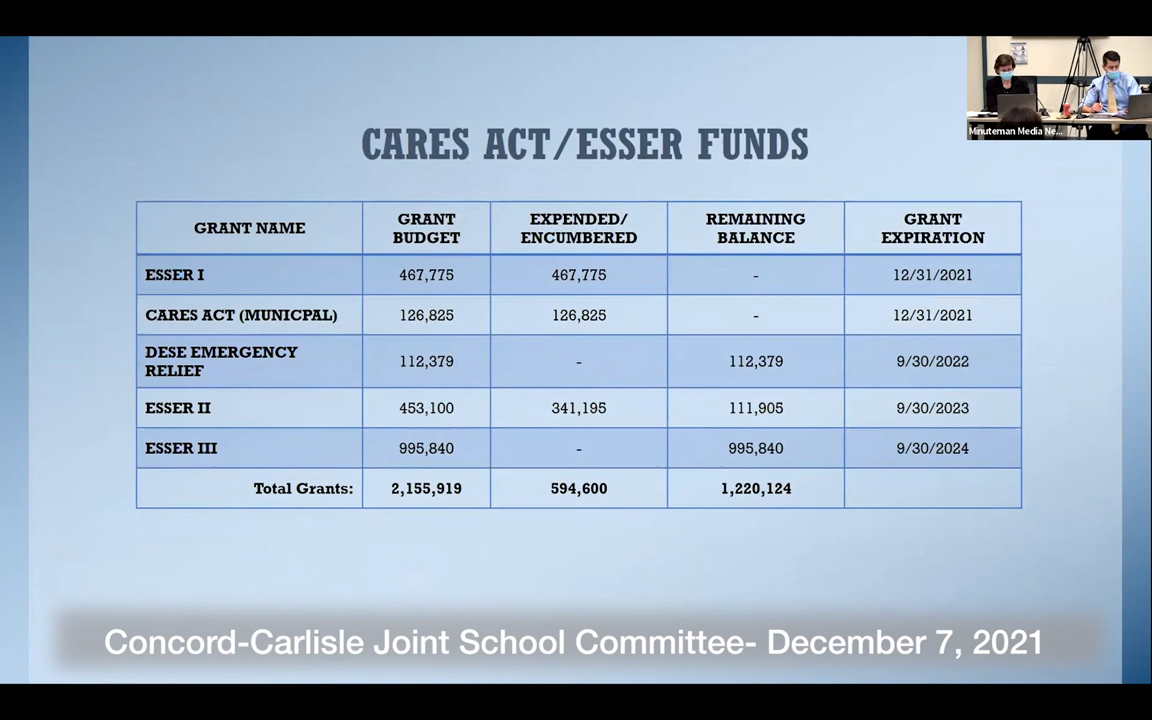 Minuteman Media Ne...
CARES ACT/ESSER FUNDS
GRANT NAME GRANT BUDGET EXPENDED/ENCUMBERED REMAINING BALANCE GRANT EXPIRATION
ESSER I 467,775 467,775 - 12/31/2021
CARES ACT (MUNICPAL) 126,825 126,825 - 12/31/2021
DESE EMERGENCY RELIEF 112,379 - 112,379 9/30/2022
ESSER II 453,100 341,195 111,905 9/30/2023
ESSER III 995,840 - 995,840 9/30/2024
Total Grants: 2,155,919 594,600 1,220,124
Concord-Carlisle Joint School Committee- December 7, 2021